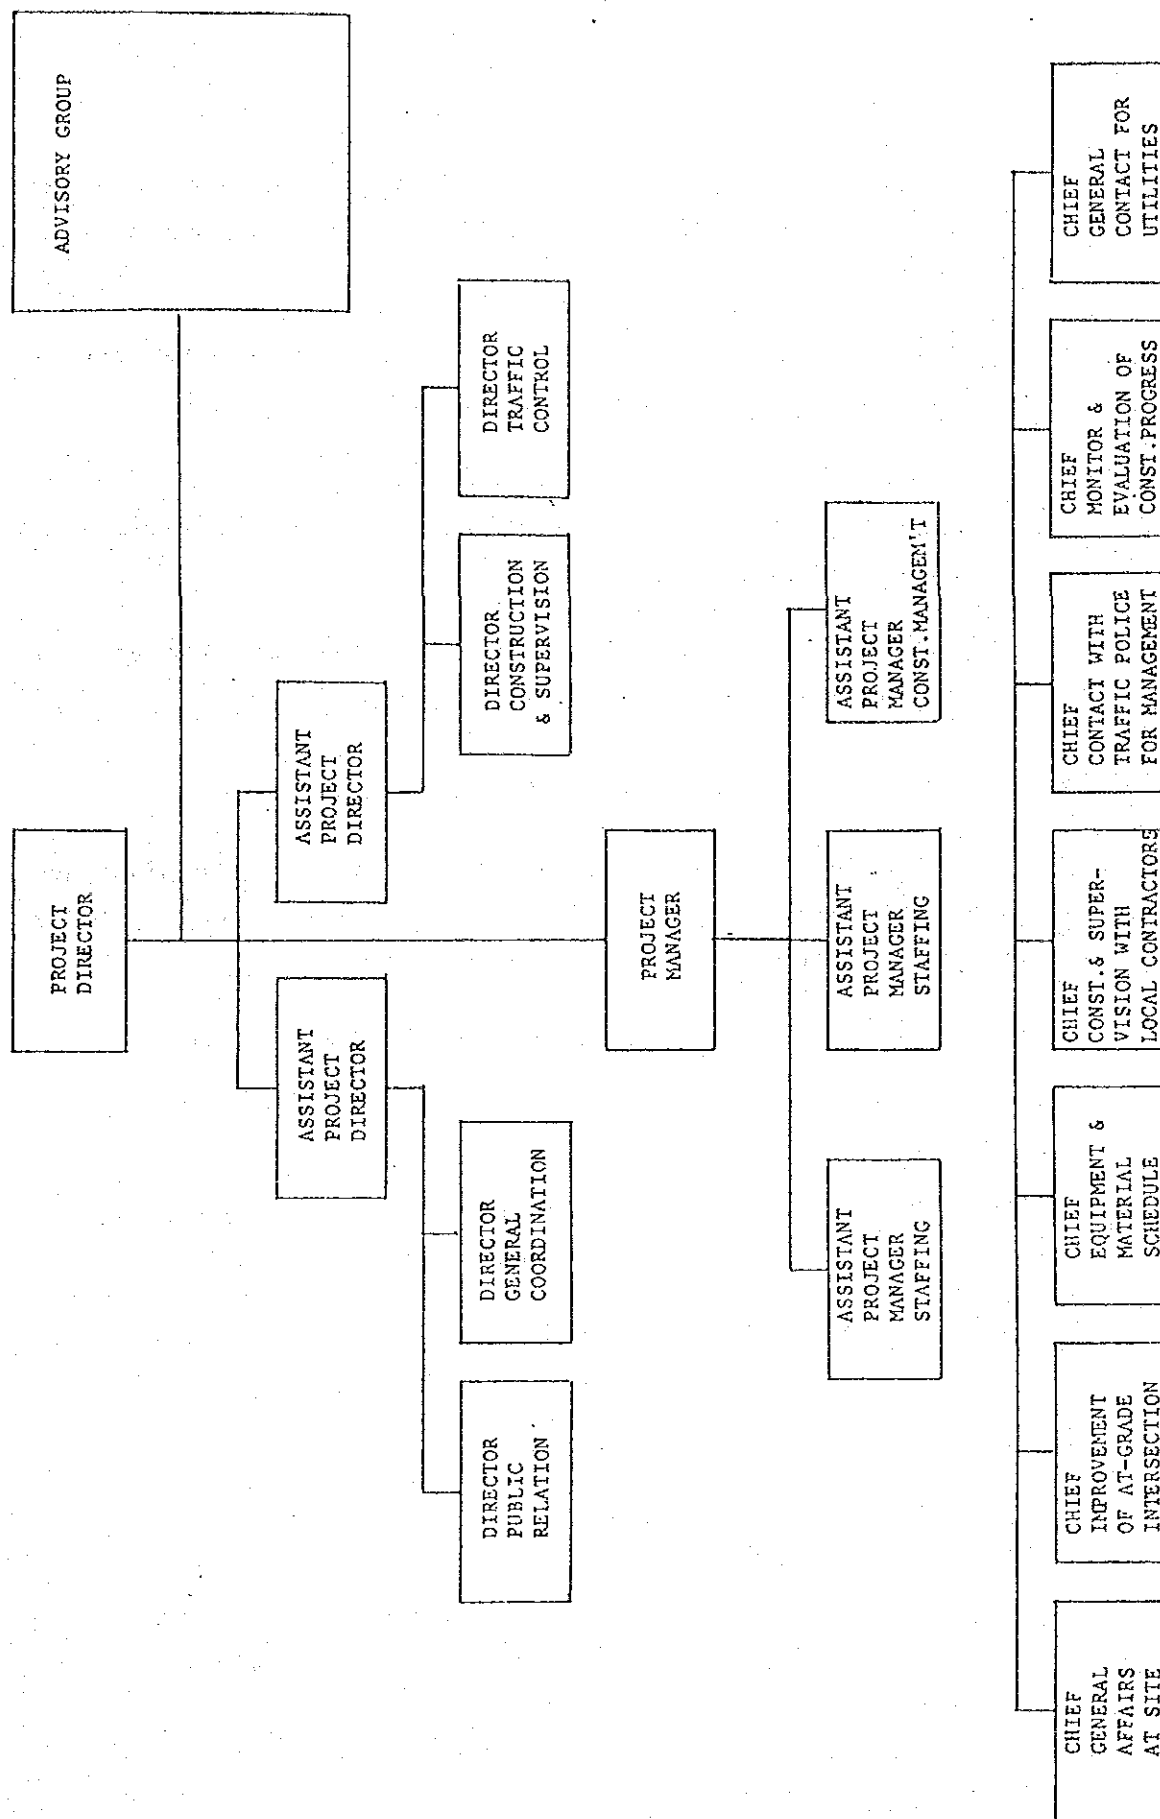 ADVISORY GROUP
PROJECT
DIRECTOR
ASSISTANT
PROJECT
DIRECTOR
ASSISTANT
PROJECT
DIRECTOR
DIRECTOR
PUBLIC
RELATION
DIRECTOR
GENERAL
COORDINATION
DIRECTOR
CONSTRUCTION
& SUPERVISION
DIRECTOR
TRAFFIC
CONTROL
PROJECT
MANAGER
ASSISTANT
PROJECT
MANAGER
STAFFING
ASSISTANT
PROJECT
MANAGER
STAFFING
ASSISTANT
PROJECT
MANAGER
CONST.MANAGEM'T
CHIEF
GENERAL
AFFAIRS
AT SITE
CHIEF
IMPROVEMENT
OF AT-GRADE
INTERSECTION
CHIEF
EQUIPMENT &
MATERIAL
SCHEDULE
CHIEF
CONST.& SUPER-
VISION WITH
LOCAL CONTRACTORS
CHIEF
CONTACT WITH
TRAFFIC POLICE
FOR MANAGEMENT
CHIEF
MONITOR &
EVALUATION OF
CONST.PROGRESS
CHIEF
GENERAL
CONTACT FOR
UTILITIES